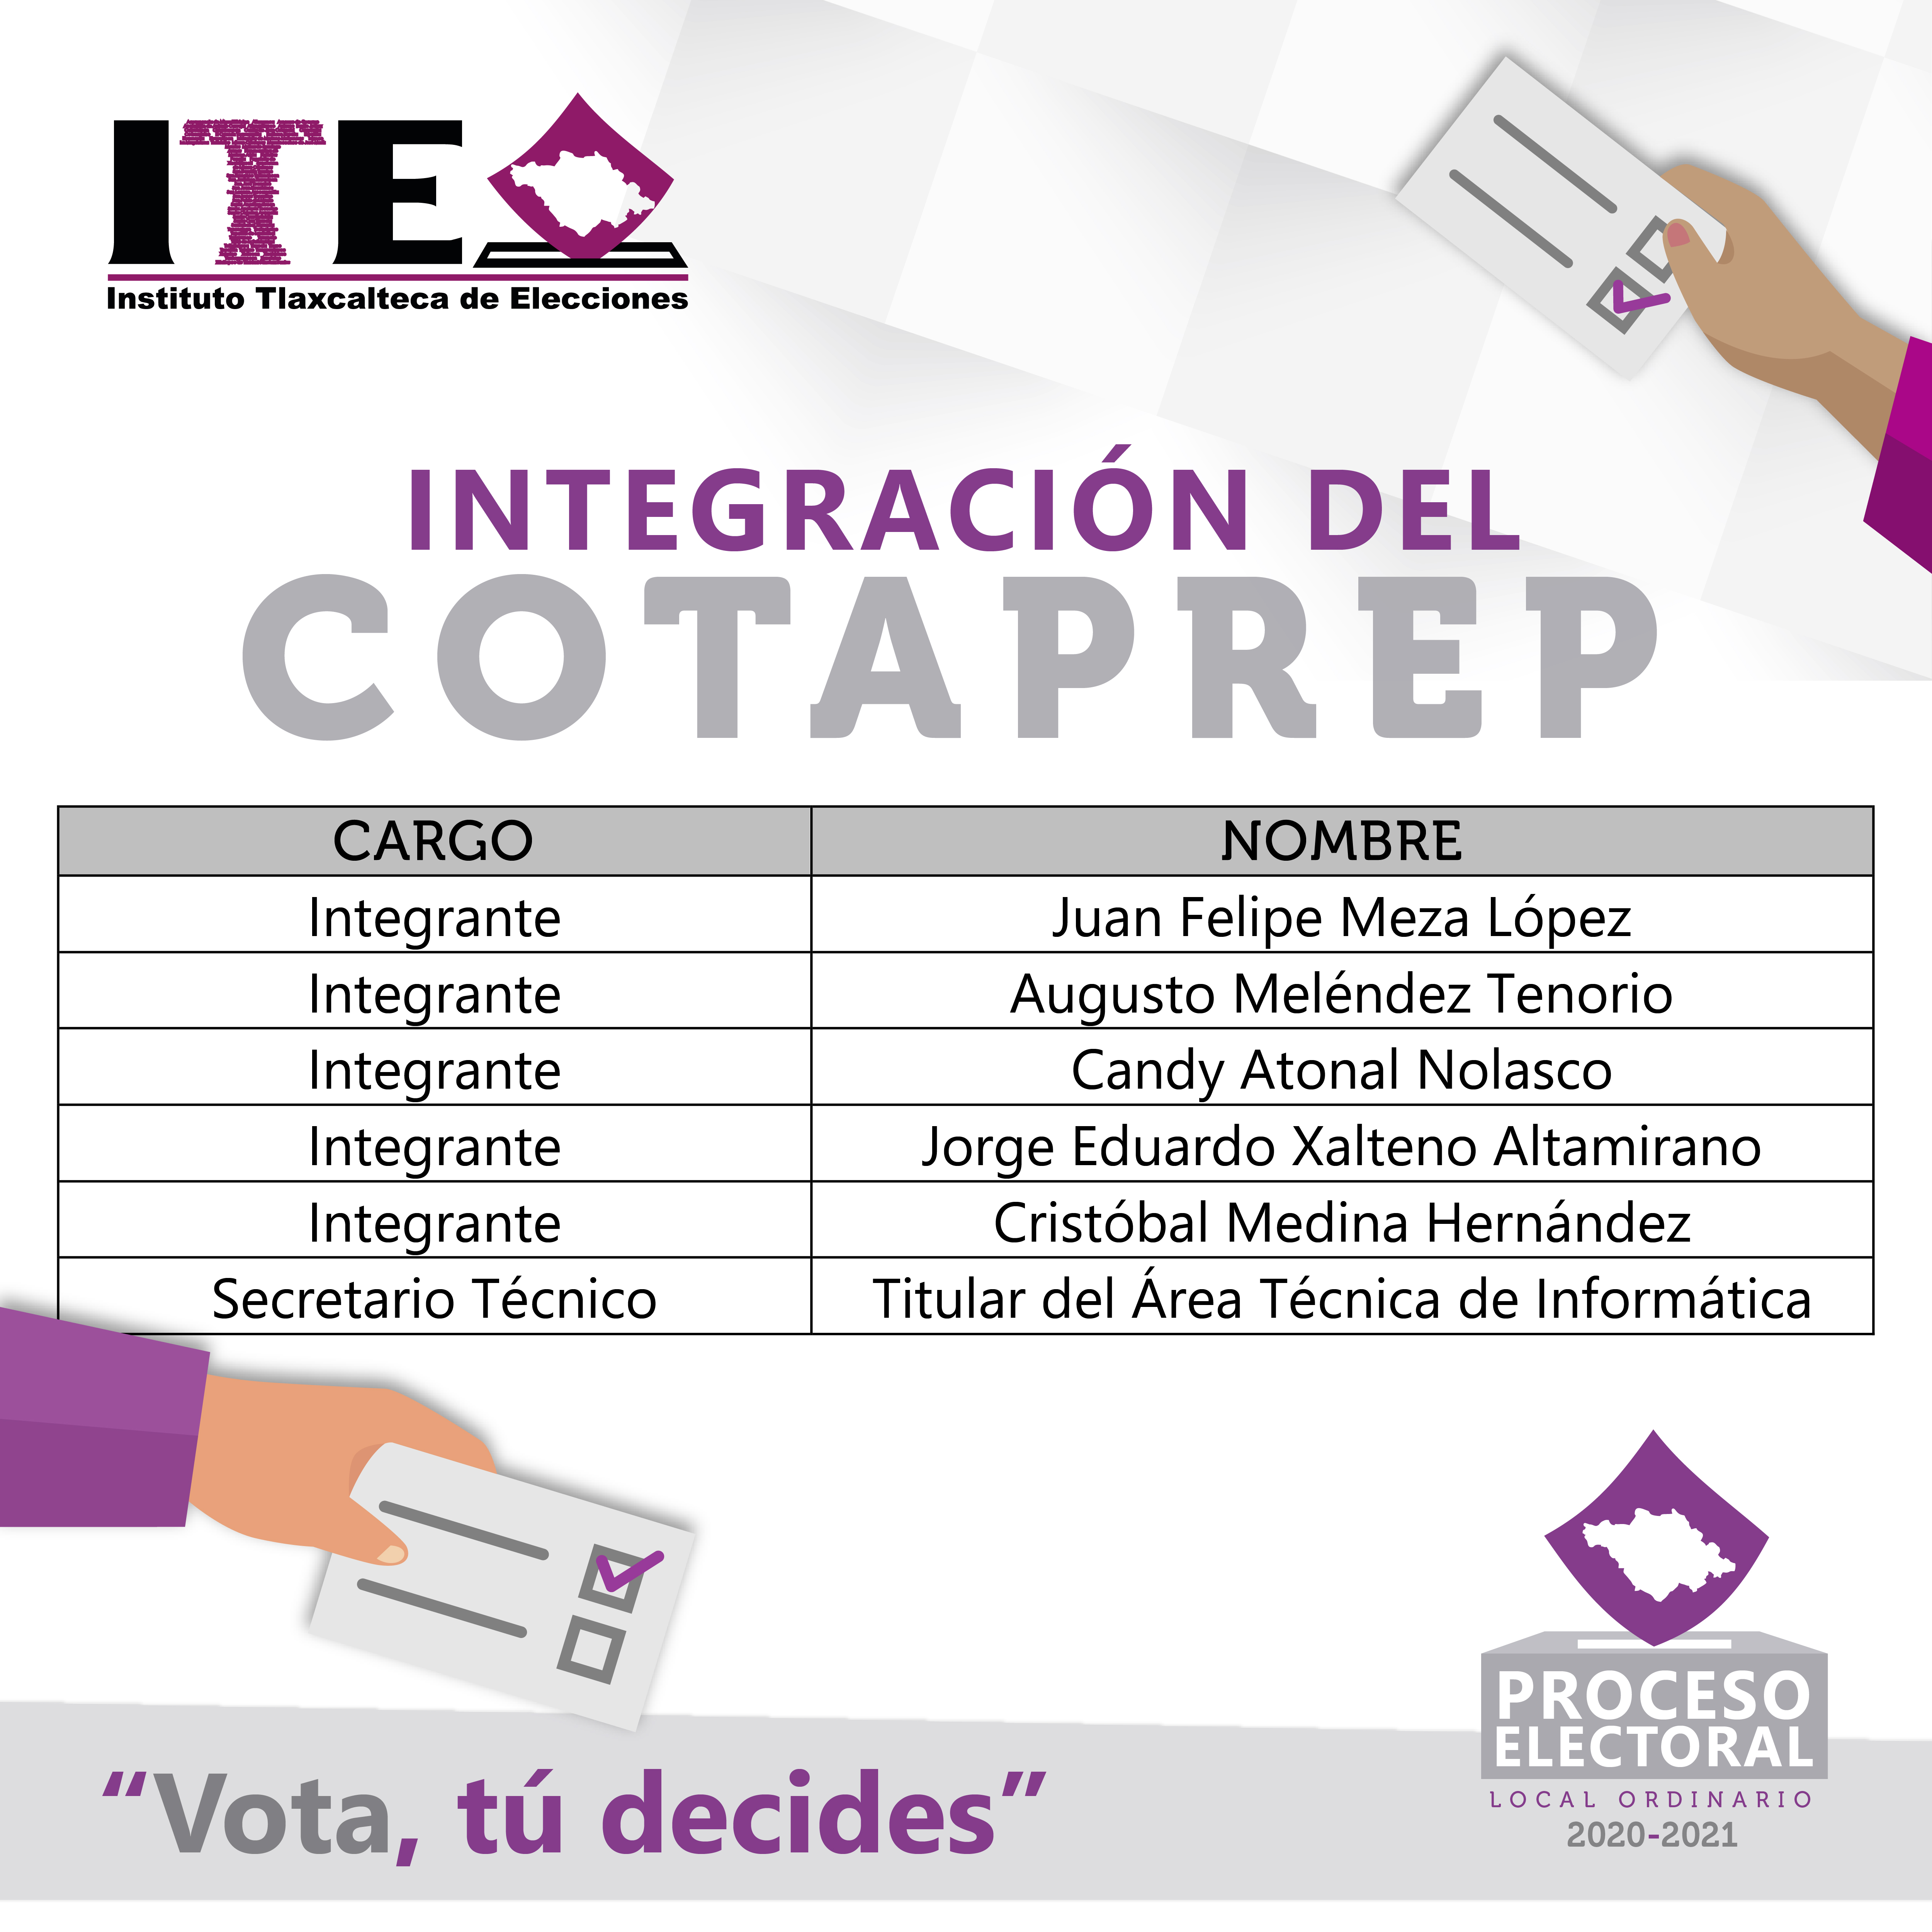 ITE
Instituto Tlaxcalteca de Elecciones
INTEGRACIÓN DEL
COTAPREP
CARGO NOMBRE
Integrante Juan Felipe Meza López
Integrante Augusto Meléndez Tenorio
Integrante Candy Atonal Nolasco
Integrante Jorge Eduardo Xalteno Altamirano
Integrante Cristóbal Medina Hernández
Secretario Técnico Titular del Área Técnica de Informática
PROCESO
ELECTORAL
LOCAL ORDINARIO
2020-2021
“Vota, tú decides”